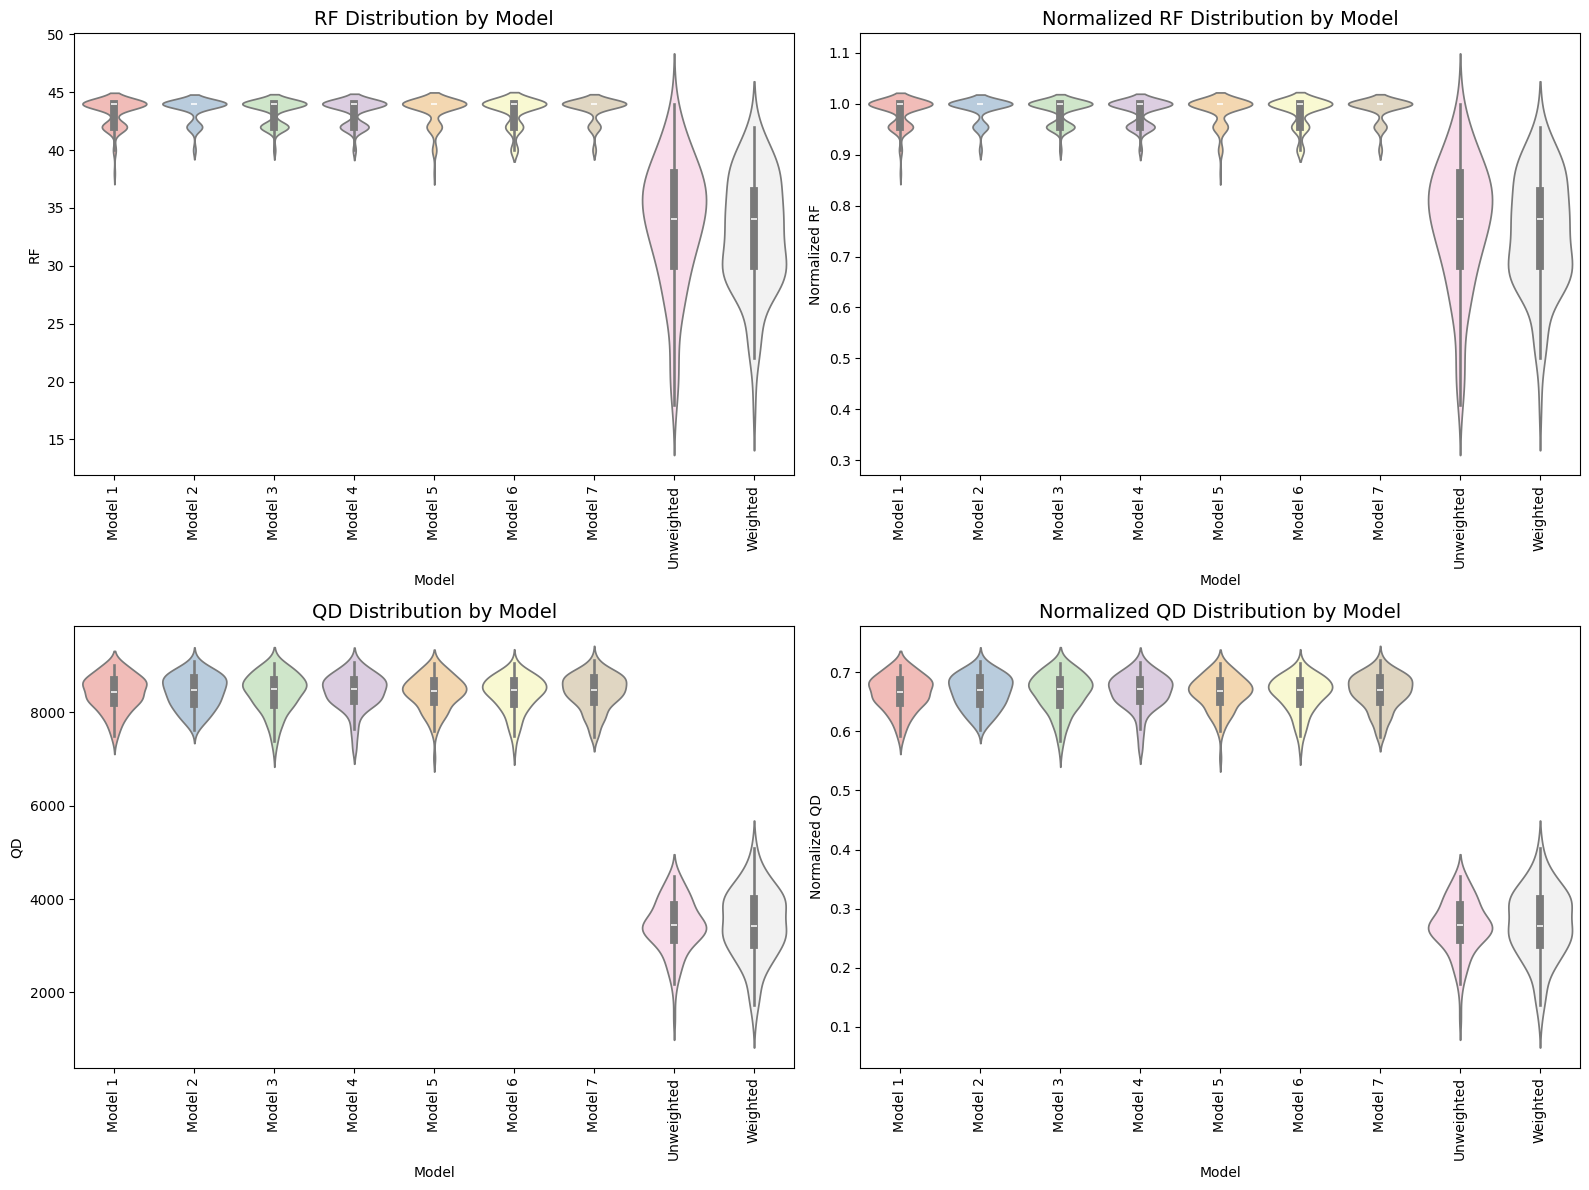 RF Distribution by Model
50
45
40
35
30
25
20
15
RF
Model 1
Model 2
Model 3
Model 4
Model 5
Model 6
Model 7
Unweighted
Weighted
Model
Normalized RF Distribution by Model
1.1
1.0
0.9
0.8
0.7
0.6
0.5
0.4
0.3
Normalized RF
Model 1
Model 2
Model 3
Model 4
Model 5
Model 6
Model 7
Unweighted
Weighted
Model
QD Distribution by Model
8000
6000
4000
2000
QD
Model 1
Model 2
Model 3
Model 4
Model 5
Model 6
Model 7
Unweighted
Weighted
Model
Normalized QD Distribution by Model
0.7
0.6
0.5
0.4
0.3
0.2
0.1
Normalized QD
Model 1
Model 2
Model 3
Model 4
Model 5
Model 6
Model 7
Unweighted
Weighted
Model